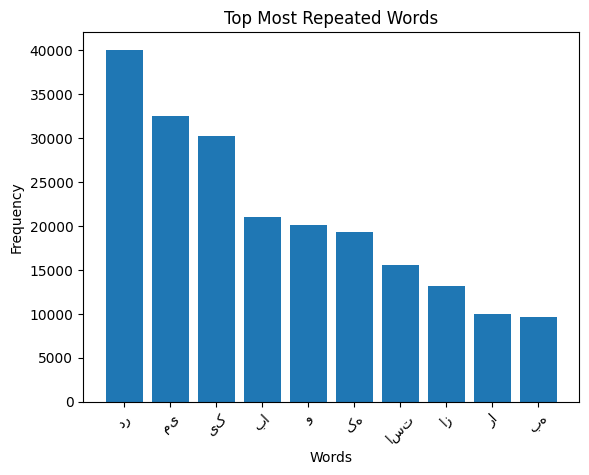 Top Most Repeated Words
Frequency
40000
35000
30000
25000
20000
15000
10000
5000
0
در
می
یک
با
و
که
است
از
را
به
Words